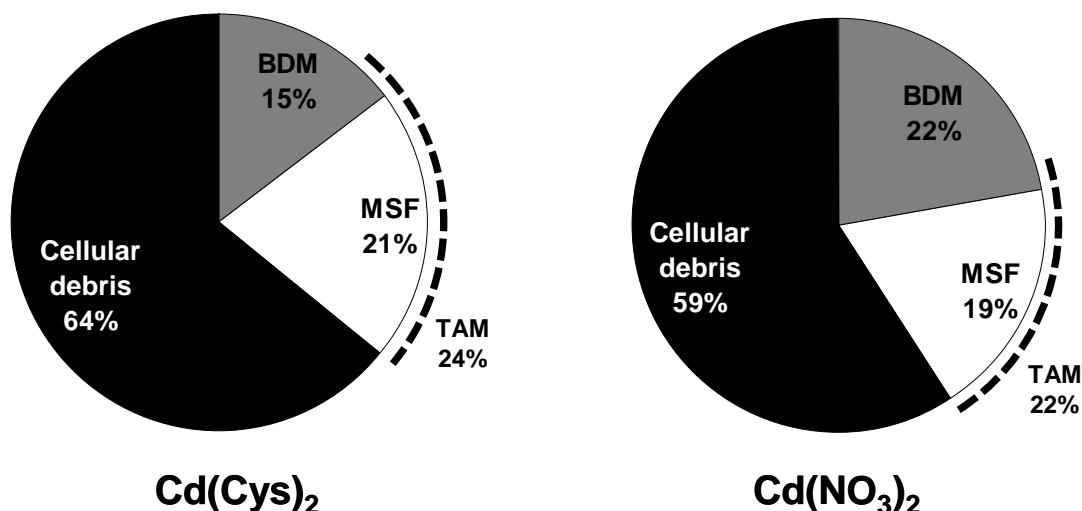 BDM
15%
MSF
21%
Cellular
debris
64%
TAM
24%
Cd(Cys)₂
BDM
22%
MSF
19%
Cellular
debris
59%
TAM
22%
Cd(NO₃)₂